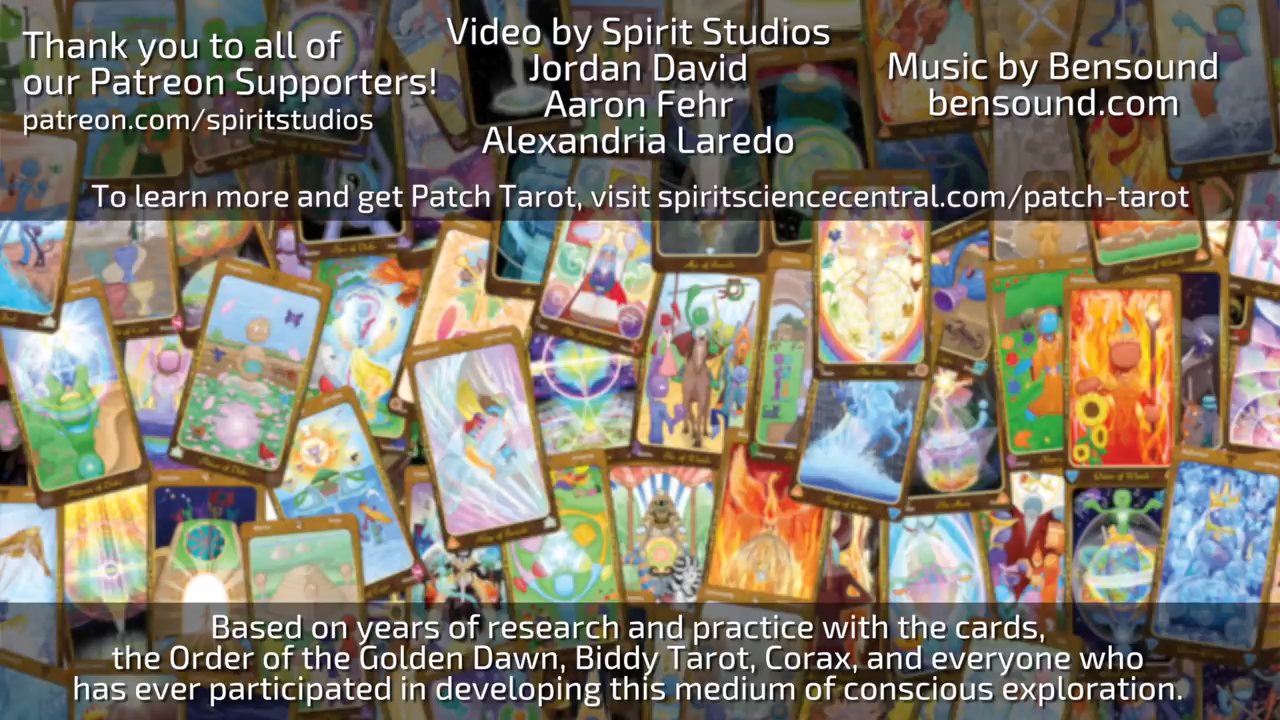 Thank you to all of
our Patreon Supporters!
patreon.com/spiritstudios
Video by Spirit Studios
Jordan David
Aaron Fehr
Alexandria Laredo
Music by Bensound
bensound.com
To learn more and get Patch Tarot, visit spiritsciencecentral.com/patch-tarot
Based on years of research and practice with the cards,
the Order of the Golden Dawn, Biddy Tarot, Corax, and everyone who
has ever participated in developing this medium of conscious exploration.